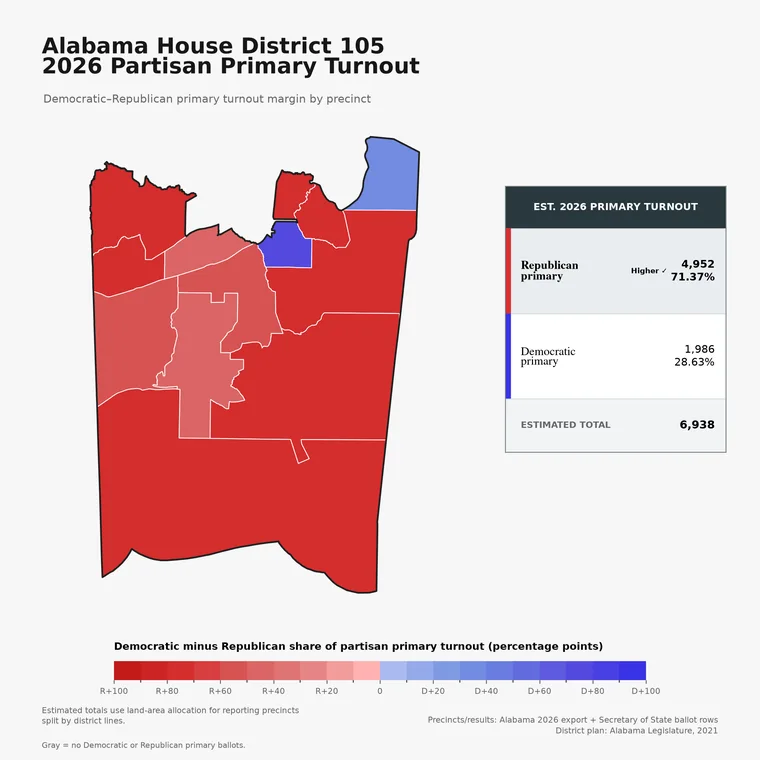 Alabama House District 105
2026 Partisan Primary Turnout
Democratic–Republican primary turnout margin by precinct
EST. 2026 PRIMARY TURNOUT
Republican
primary
Higher ✓
4,952
71.37%
Democratic
primary
1,986
28.63%
ESTIMATED TOTAL
6,938
Democratic minus Republican share of partisan primary turnout (percentage points)
R+100 R+80 R+60 R+40 R+20 0 D+20 D+40 D+60 D+80 D+100
Estimated totals use land-area allocation for reporting precincts
split by district lines.
Gray = no Democratic or Republican primary ballots.
Precincts/results: Alabama 2026 export + Secretary of State ballot rows
District plan: Alabama Legislature, 2021